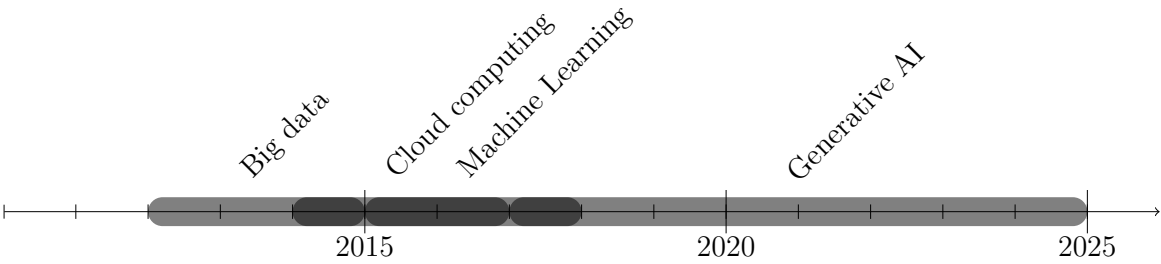 Big data
Cloud computing
Machine Learning
Generative AI
2015
2020
2025